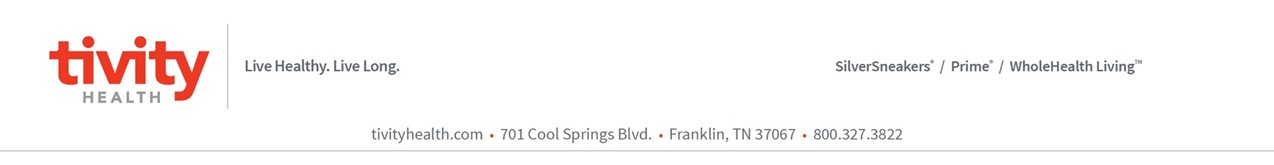 tivity
HEALTH
Live Healthy. Live Long.
SilverSneakers® / Prime® / WholeHealth Living™
tivityhealth.com • 701 Cool Springs Blvd. • Franklin, TN 37067 • 800.327.3822